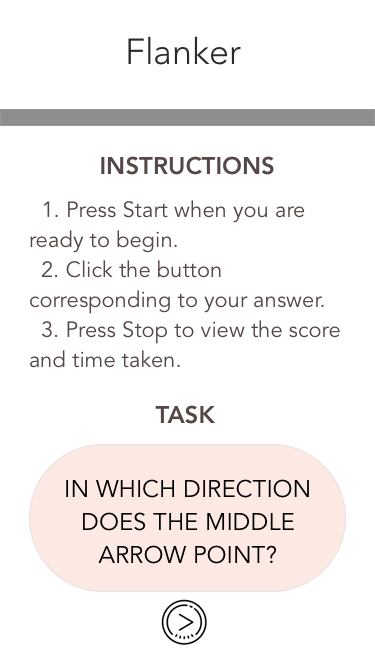 Flanker
INSTRUCTIONS
1. Press Start when you are
ready to begin.
2. Click the button
corresponding to your answer.
3. Press Stop to view the score
and time taken.
TASK
IN WHICH DIRECTION
DOES THE MIDDLE
ARROW POINT?